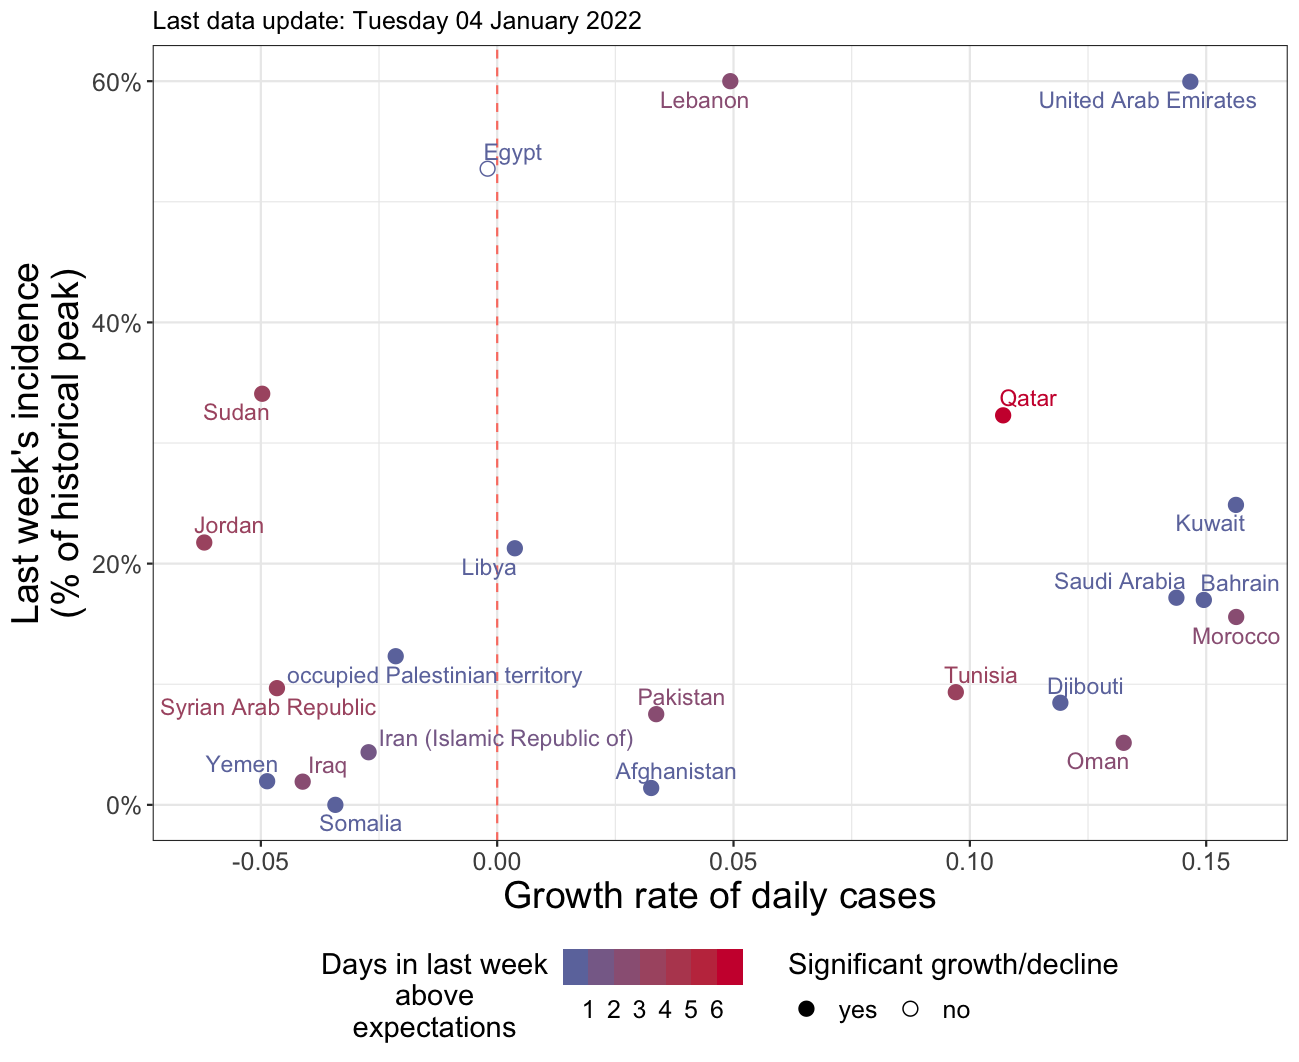 Last data update: Tuesday 04 January 2022
Last week's incidence
(% of historical peak)
60%
40%
20%
0%
Lebanon
United Arab Emirates
Egypt
Sudan
Qatar
Jordan
Kuwait
Libya
Saudi Arabia
Bahrain
Morocco
occupied Palestinian territory
Syrian Arab Republic
Tunisia
Djibouti
Pakistan
Iran (Islamic Republic of)
Oman
Yemen
Iraq
Afghanistan
Somalia
-0.05
0.00
0.05
0.10
0.15
Growth rate of daily cases
Days in last week
above
expectations
1 2 3 4 5 6
Significant growth/decline
yes
no